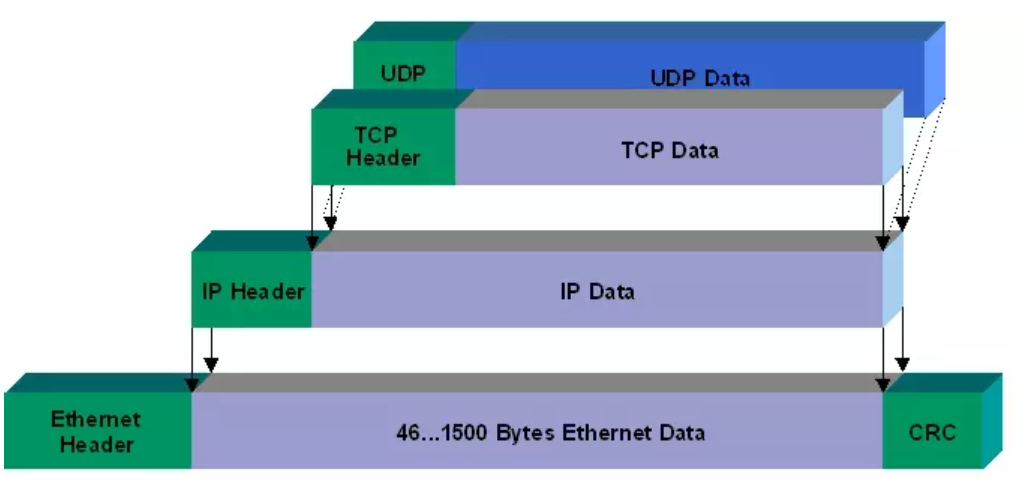 UDP
UDP Data
TCP
Header
TCP Data
IP Header
IP Data
Ethernet
Header
46...1500 Bytes Ethernet Data
CRC